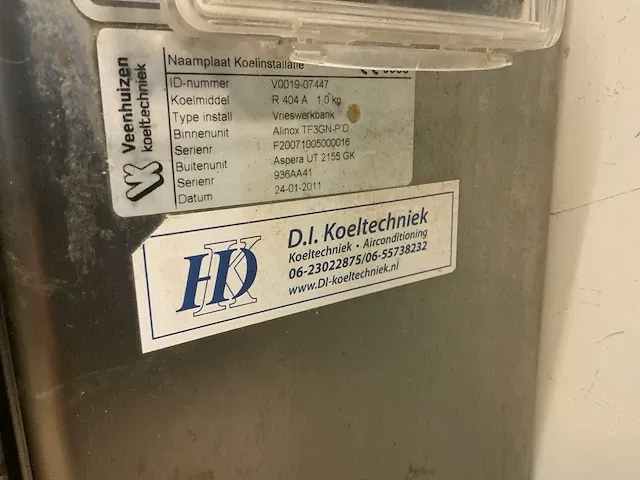 Veenhuizen
koeltechniek
Naamplaat Koelinstallatie
ID-nummer V0019-07447
Koelmiddel R 404 A 1,0 kg
Type install Vrieswerkbank
Binnenunit Alinox TF3GN-P D
Serienr F20071005000016
Buitenunit Aspera UT 2155 GK
Serienr 936AA41
Datum 24-01-2011
HDK
D.I. Koeltechniek
Koeltechniek • Airconditioning
06-23022875/06-55738232
www.DI-koeltechniek.nl